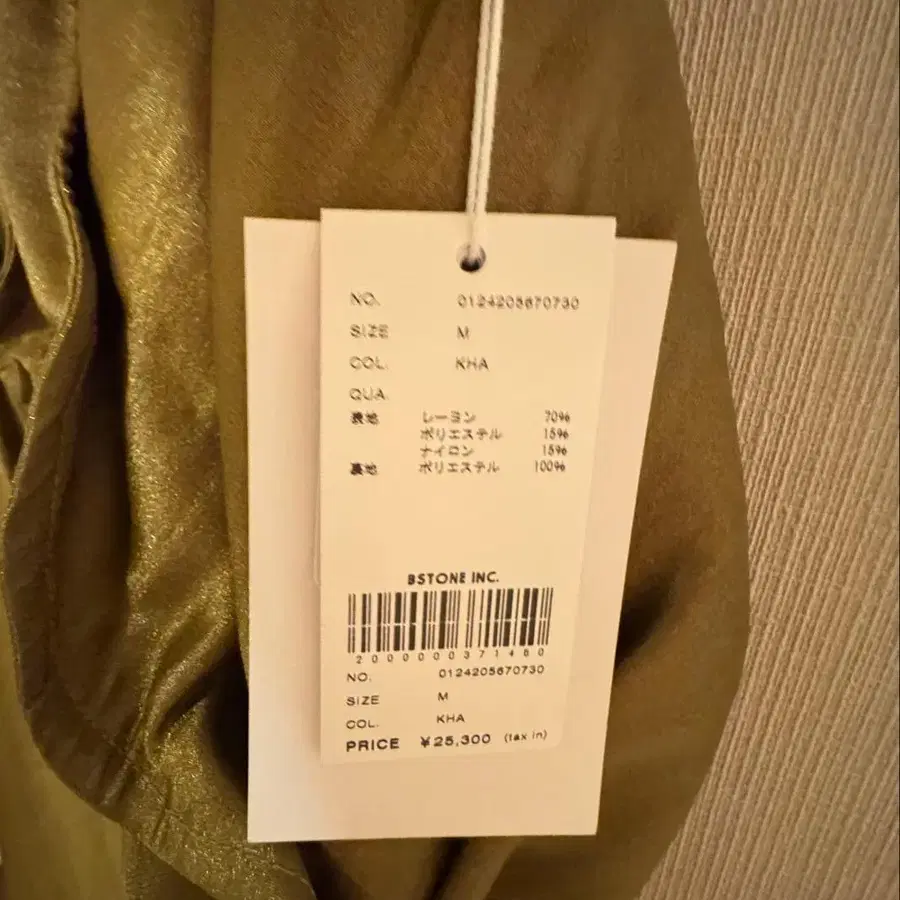 NO. 0124205670730
SIZE M
COL. KHA
QUA.
表地 レーヨン 70%
ポリエステル 15%
ナイロン 15%
裏地 ポリエステル 100%
BSTONE INC.
2000000371460
NO. 0124205670730
SIZE M
COL. KHA
PRICE ¥25,300 (tax in)